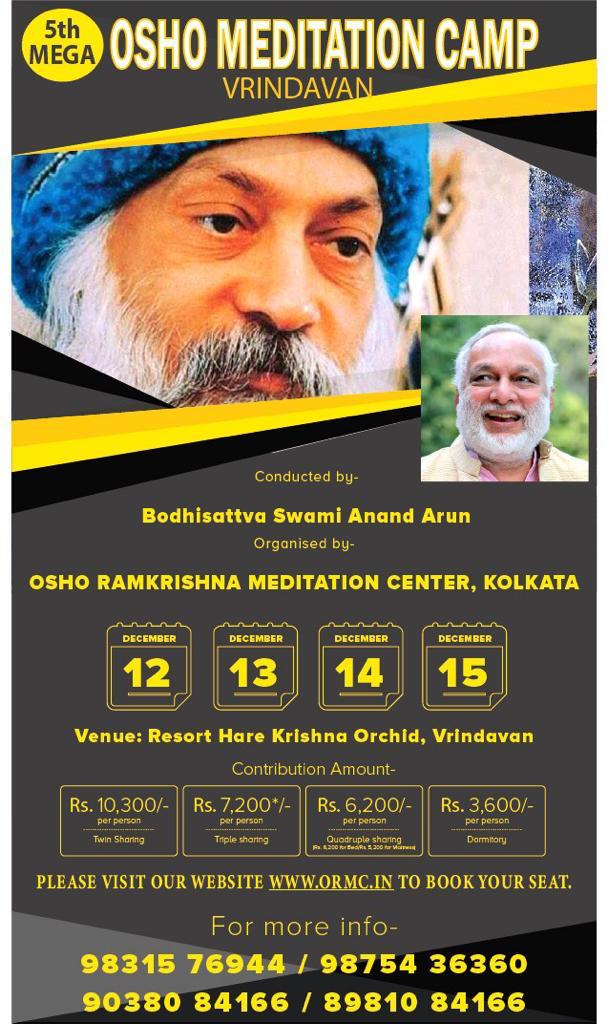 5th
MEGA
OSHO MEDITATION CAMP
VRINDAVAN
Conducted by-
Bodhisattva Swami Anand Arun
Organised by-
OSHO RAMKRISHNA MEDITATION CENTER, KOLKATA
DECEMBER DECEMBER DECEMBER DECEMBER
12 13 14 15
Venue: Resort Hare Krishna Orchid, Vrindavan
Contribution Amount-
Rs. 10,300/- Rs. 7,200*/- Rs. 6,200/- Rs. 3,600/-
per person per person per person per person
Twin Sharing Triple sharing Quadruple sharing Dormitory
PLEASE VISIT OUR WEBSITE WWW.ORMC.IN TO BOOK YOUR SEAT.
For more info-
98315 76944 / 98754 36360
90380 84166 / 89810 84166